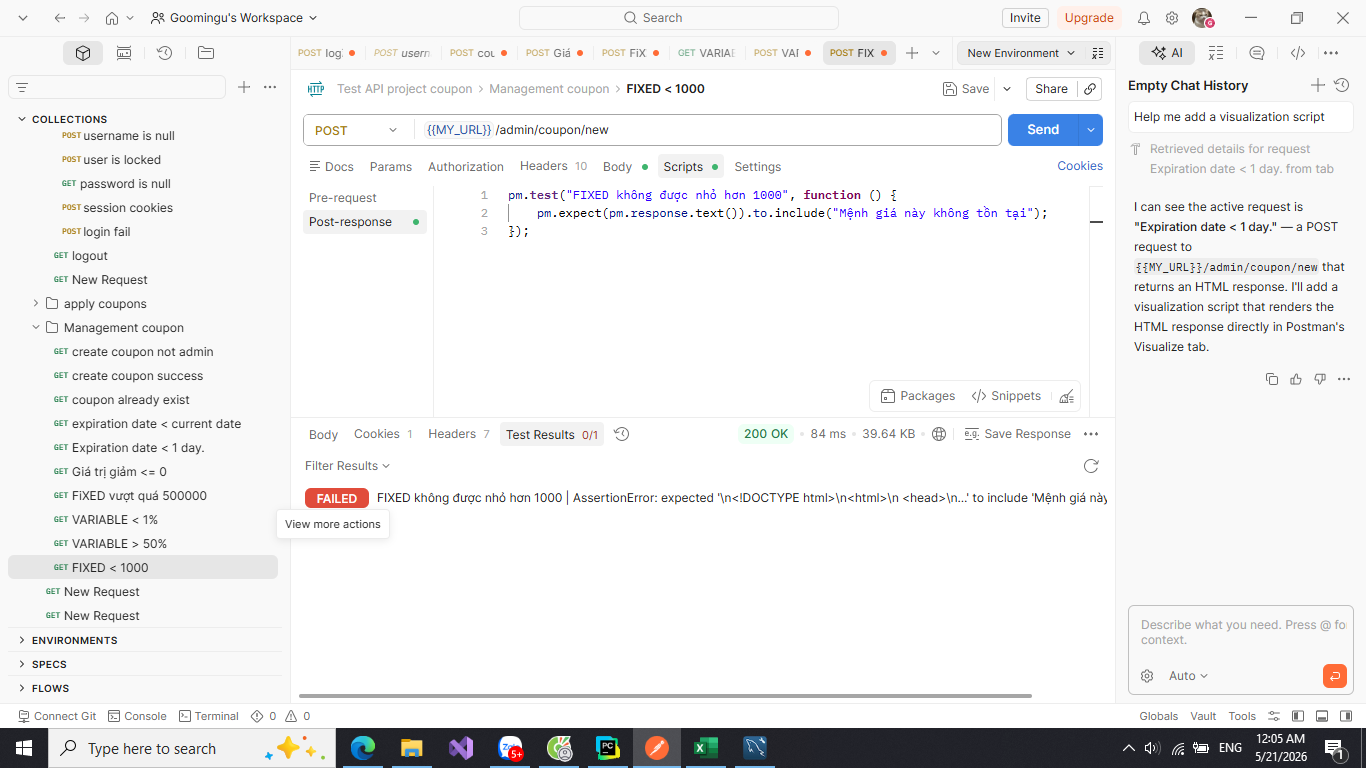 Goomingu's Workspace
Search
Invite
Upgrade
POST log
POST usern
POST cou
POST Giá
POST FiX
GET VARIAE
POST VAI
POST FIX
New Environment
AI
COLLECTIONS
POST username is null
POST user is locked
GET password is null
POST session cookies
POST login fail
GET logout
GET New Request
apply coupons
Management coupon
GET create coupon not admin
GET create coupon success
GET coupon already exist
GET expiration date < current date
GET Expiration date < 1 day.
GET Giá trị giảm <= 0
GET FiXED vượt quá 500000
GET VARIABLE < 1%
GET VARIABLE > 50%
GET FIXED < 1000
GET New Request
GET New Request
ENVIRONMENTS
SPECS
FLOWS
HTTP Test API project coupon > Management coupon > FIXED < 1000
Save
Share
POST
{{MY_URL}} /admin/coupon/new
Send
Docs Params Authorization Headers 10 Body Scripts Settings
Cookies
Pre-request
Post-response
1 pm.test("FIXED không được nhỏ hơn 1000", function () {
2 pm.expect(pm.response.text()).to.include("Mệnh giá này không tồn tại");
3 });
Packages
Snippets
Body Cookies 1 Headers 7 Test Results 0/1
200 OK • 84 ms • 39.64 KB
e.g. Save Response
Filter Results
FAILED FIXED không được nhỏ hơn 1000 | AssertionError: expected '\n<!DOCTYPE html>\n<html>\n <head>\n...' to include 'Mệnh giá này
View more actions
Empty Chat History
Help me add a visualization script
Retrieved details for request
Expiration date < 1 day. from tab
I can see the active request is
"Expiration date < 1 day." — a POST
request to
{{MY_URL}}/admin/coupon/new that
returns an HTML response. I'll add a
visualization script that renders the
HTML response directly in Postman's
Visualize tab.
Describe what you need. Press @ fo
context.
Auto
Connect Git
Console
Terminal
0
0
Globals
Vault
Tools
Type here to search
5+
PC
ENG
12:05 AM
5/21/2026
1